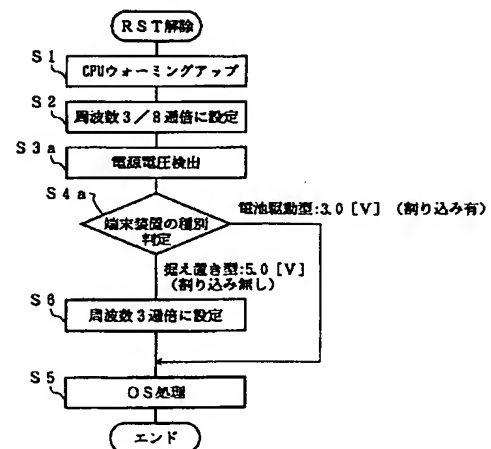 RST解除
S1
CPUウォーミングアップ
S2
周波数3/8逓倍に設定
S3a
電源電圧検出
S4a
端末装置の種別
判定
電池駆動型:3.0[V] (割り込み有)
据え置き型:5.0[V]
(割り込み無し)
S6
周波数3逓倍に設定
S5
OS処理
エンド